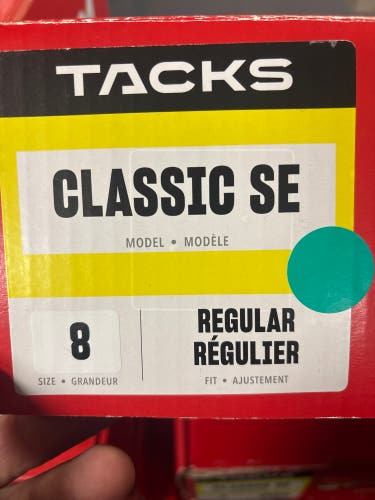 TACKS
CLASSIC SE
MODEL • MODÈLE
8
SIZE • GRANDEUR
REGULAR
RÉGULIER
FIT • AJUSTEMENT